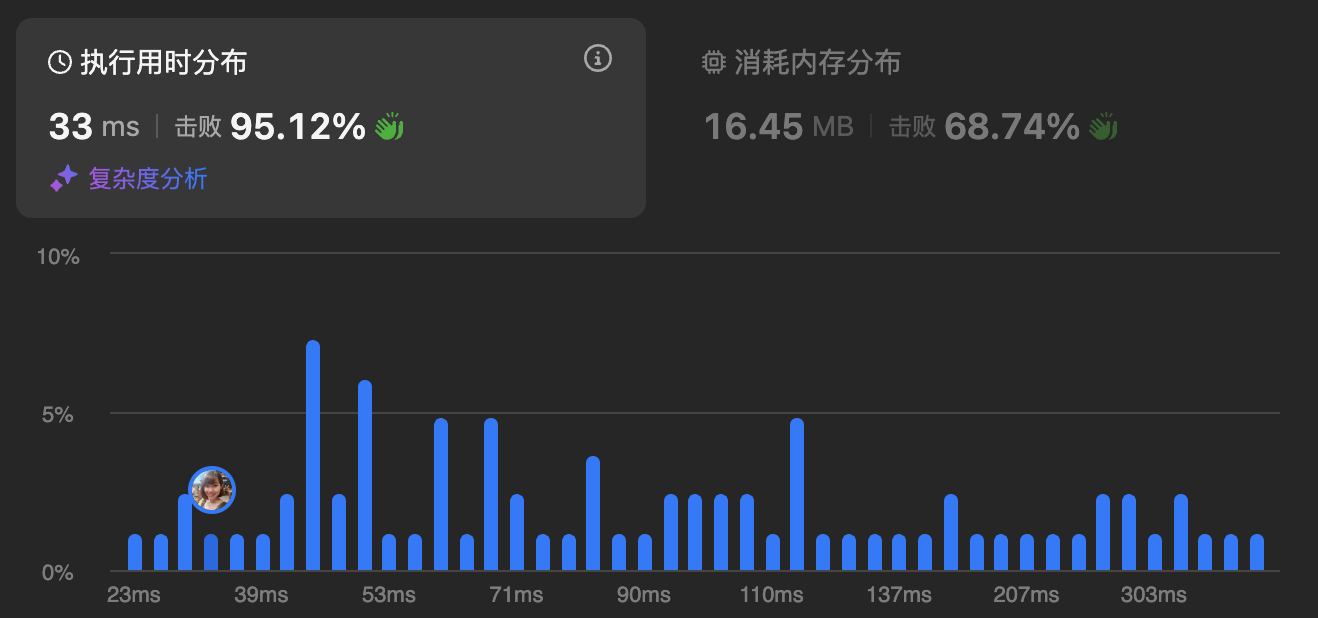 执行用时分布
33 ms | 击败 95.12%
复杂度分析
消耗内存分布
16.45 MB | 击败 68.74%
10%
5%
0%
23ms 39ms 53ms 71ms 90ms 110ms 137ms 207ms 303ms